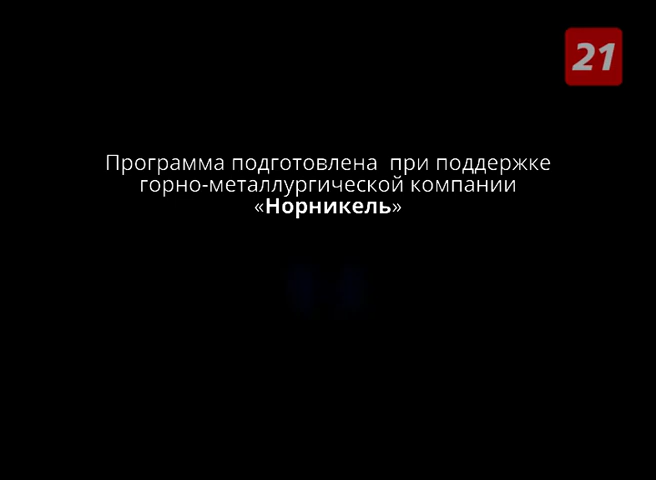 21
Программа подготовлена при поддержке
горно-металлургической компании
«Норникель»